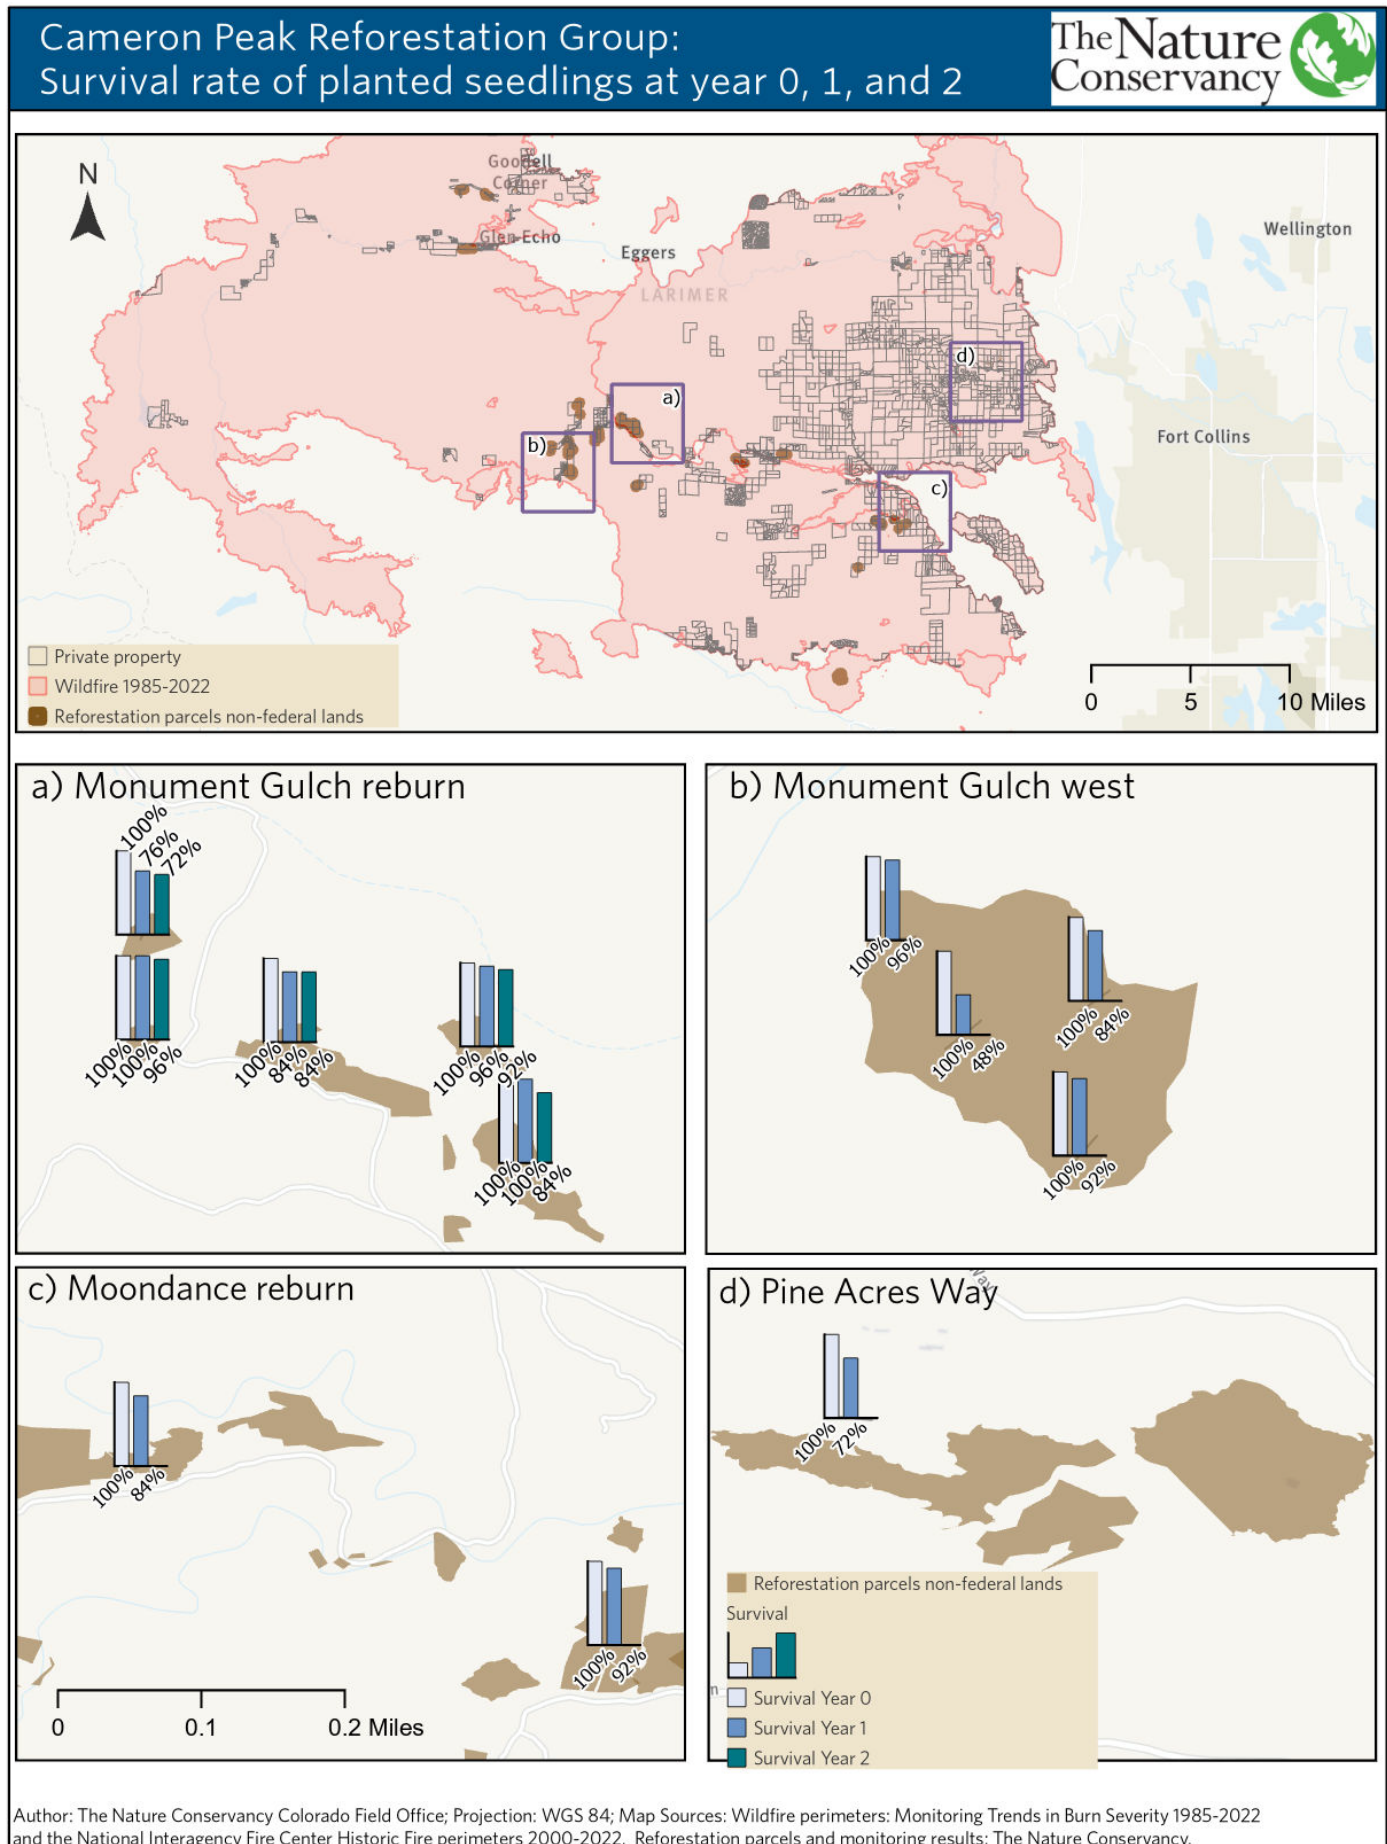 Cameron Peak Reforestation Group:
Survival rate of planted seedlings at year 0, 1, and 2
The Nature
Conservancy
N
Goodell
Corner
Glen Echo
Eggers
LARIMER
Wellington
Fort Collins
a)
b)
c)
d)
Private property
Wildfire 1985-2022
Reforestation parcels non-federal lands
0 5 10 Miles
a) Monument Gulch reburn
100% 76% 72%
100% 100% 96%
100% 84% 84%
100% 96% 92%
100% 100% 84%
b) Monument Gulch west
100% 96%
100% 48%
100% 84%
100% 92%
c) Moondance reburn
100% 84%
100% 92%
0 0.1 0.2 Miles
d) Pine Acres Way
Way
100% 72%
Reforestation parcels non-federal lands
Survival
n
Survival Year 0
Survival Year 1
Survival Year 2
Author: The Nature Conservancy Colorado Field Office; Projection: WGS 84; Map Sources: Wildfire perimeters: Monitoring Trends in Burn Severity 1985-2022
and the National Interagency Fire Center Historic Fire perimeters 2000-2022. Reforestation parcels and monitoring results: The Nature Conservancy.